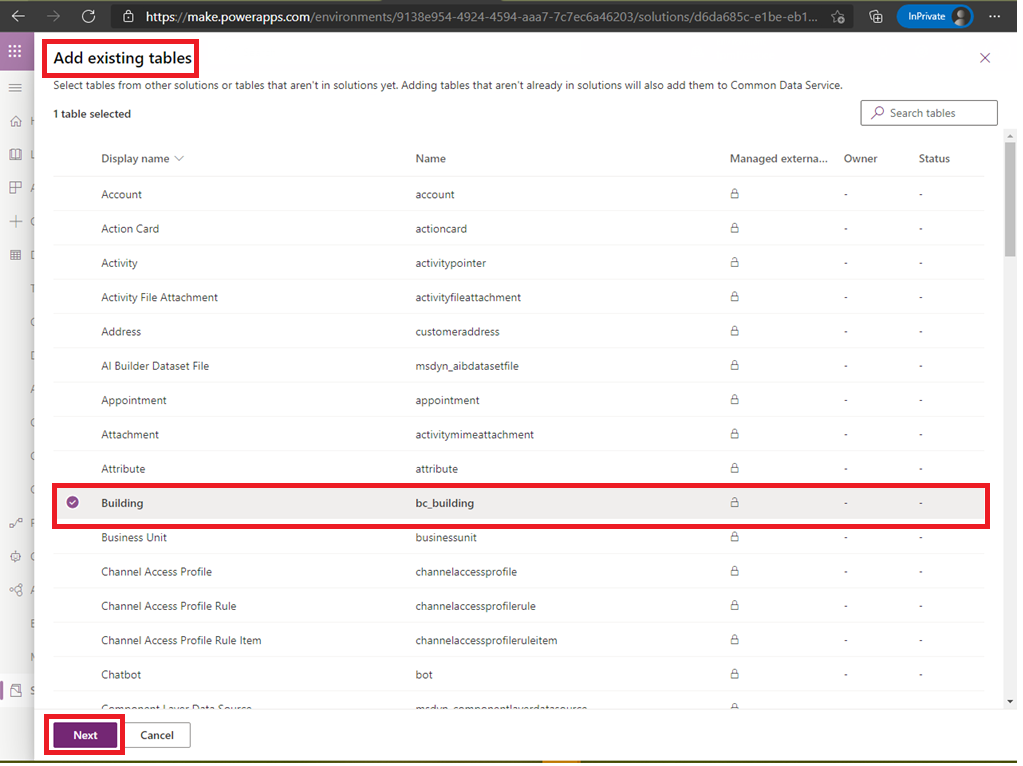 https://make.powerapps.com/environments/9138e954-4924-4594-aaa7-7c7ec6a46203/solutions/d6da685c-e1be-eb1...
InPrivate
Add existing tables
Select tables from other solutions or tables that aren't in solutions yet. Adding tables that aren't already in solutions will also add them to Common Data Service.
1 table selected
Search tables
Display name Name Managed externa... Owner Status
Account account - -
Action Card actioncard - -
Activity activitypointer - -
Activity File Attachment activityfileattachment - -
Address customeraddress - -
AI Builder Dataset File msdyn_aibdatasetfile - -
Appointment appointment - -
Attachment activitymimeattachment - -
Attribute attribute - -
Building bc_building - -
Business Unit businessunit - -
Channel Access Profile channelaccessprofile - -
Channel Access Profile Rule channelaccessprofilerule - -
Channel Access Profile Rule Item channelaccessprofileruleitem - -
Chatbot bot - -
Component Layer Data Source msdyn_componentlayerdatasource - -
Next Cancel